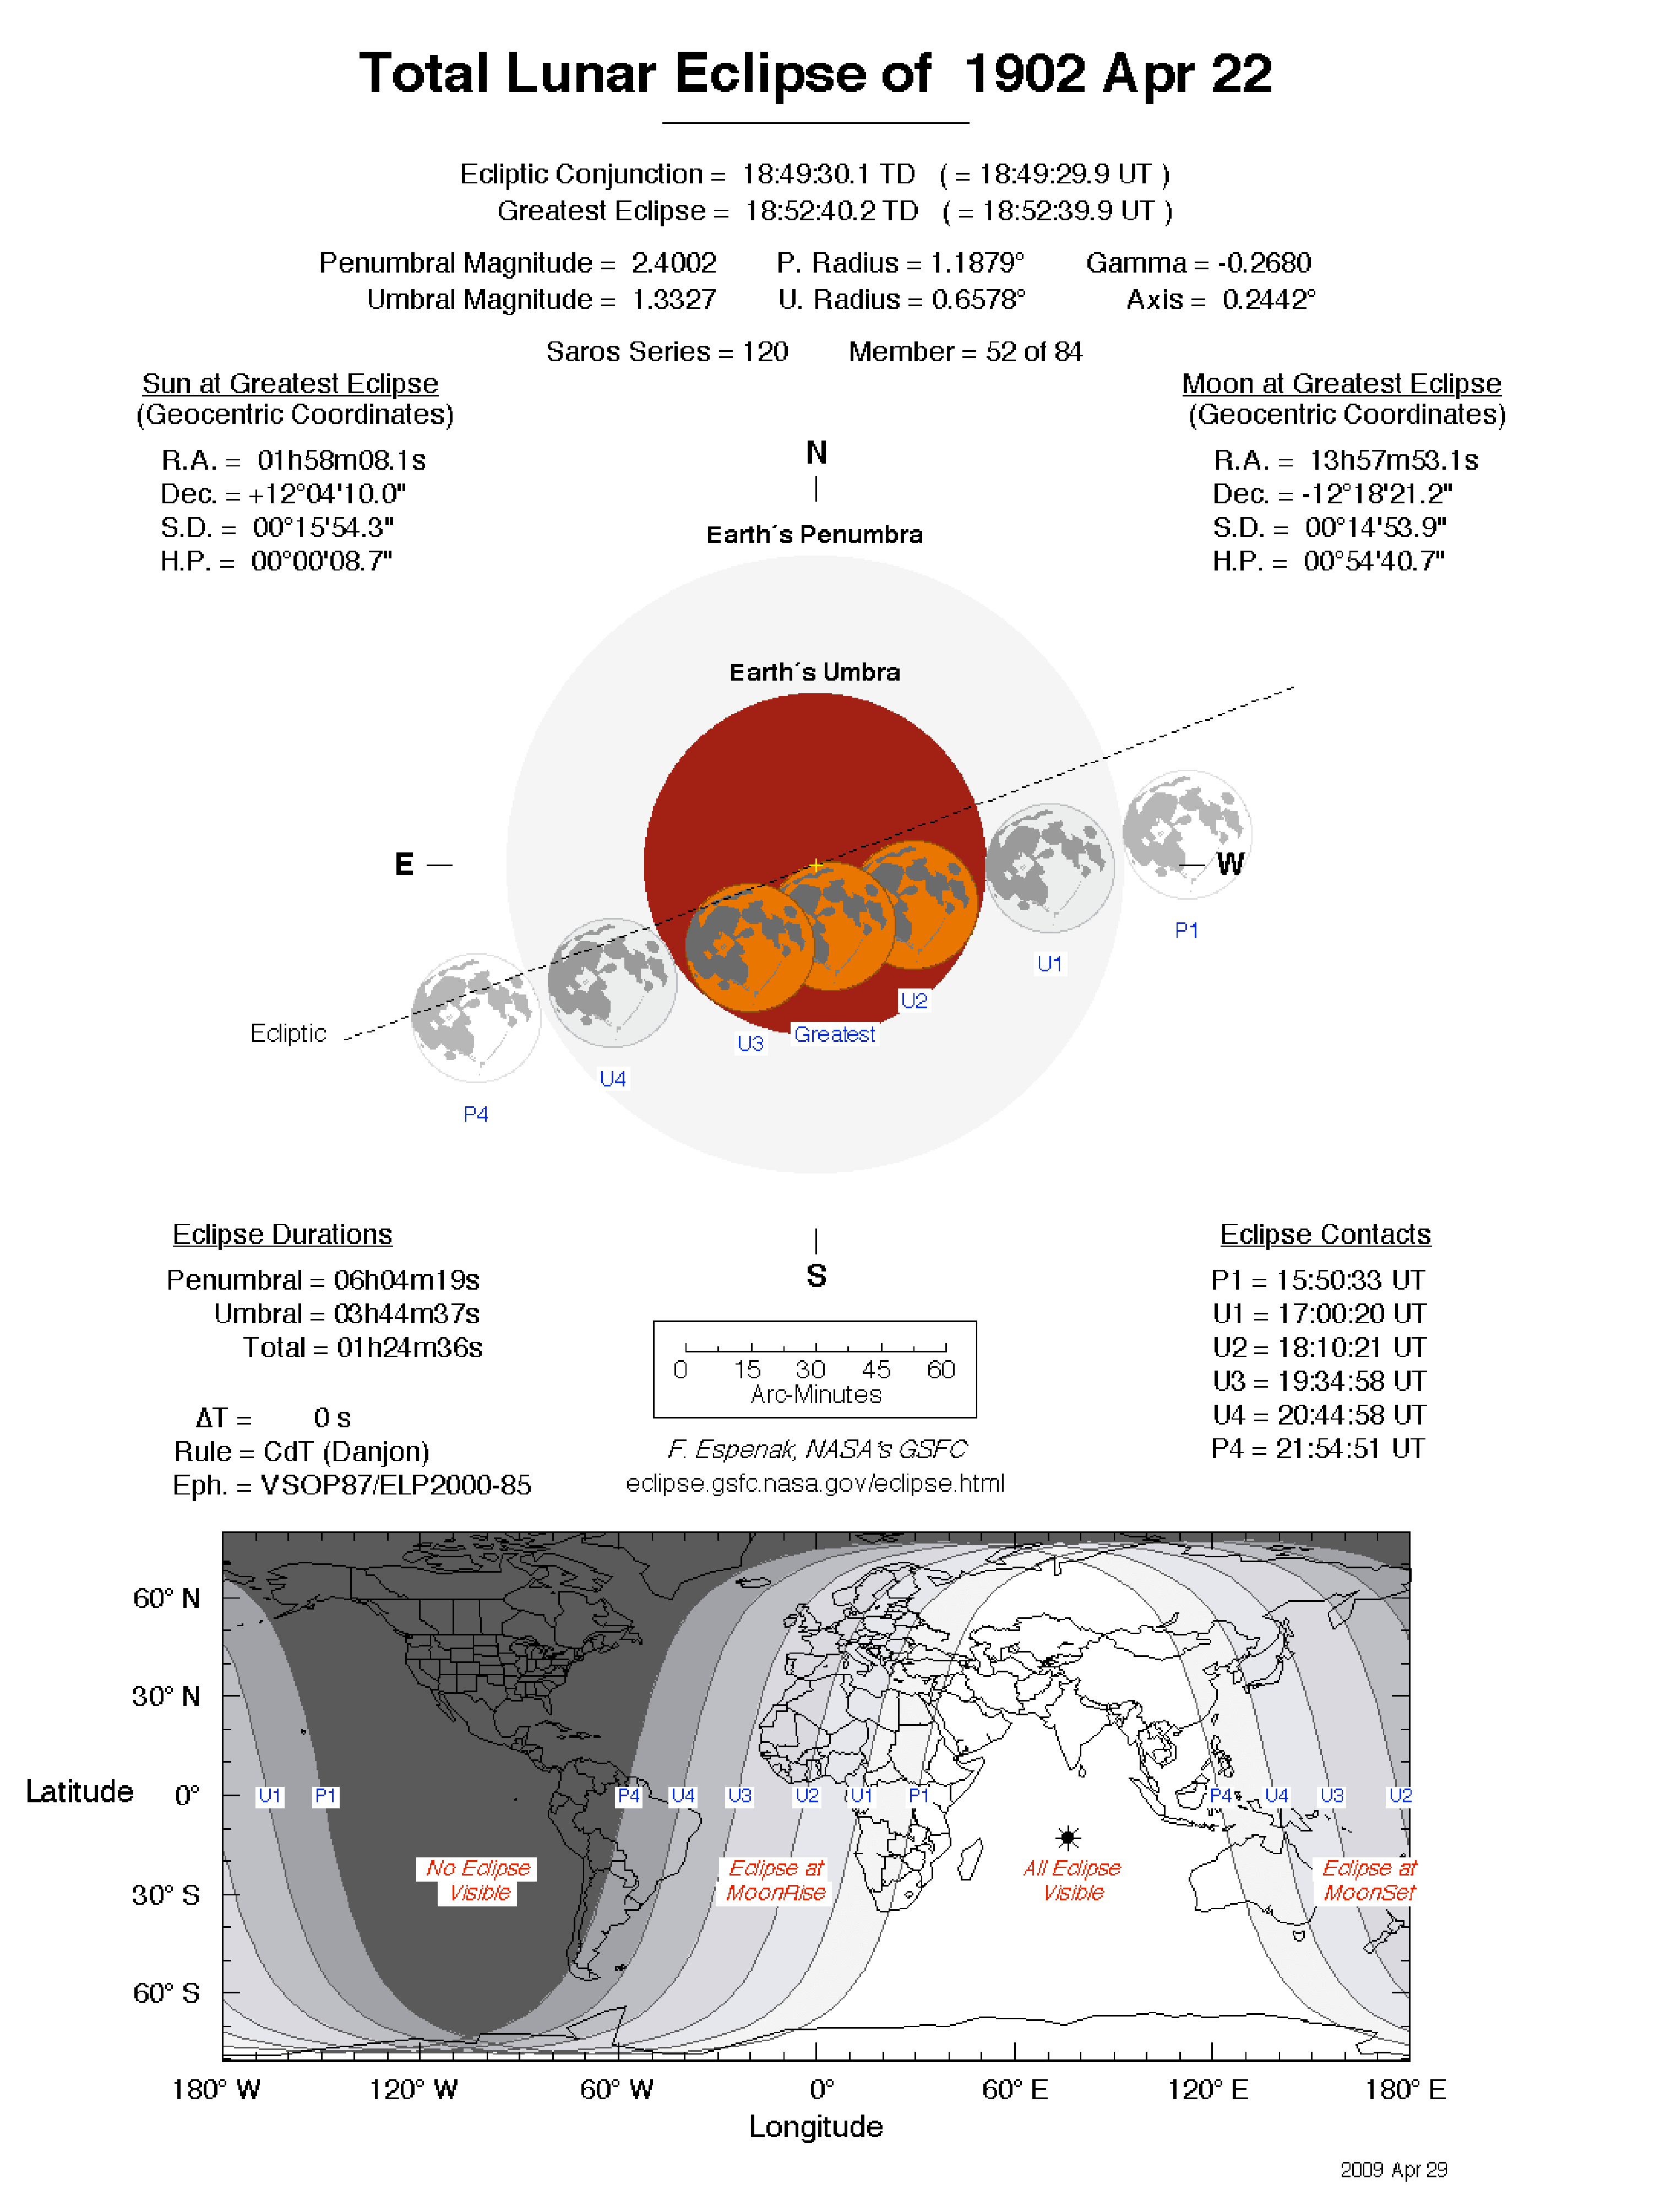 Total Lunar Eclipse of 1902 Apr 22
Ecliptic Conjunction = 18:49:30.1 TD ( = 18:49:29.9 UT )
Greatest Eclipse = 18:52:40.2 TD ( = 18:52:39.9 UT )
Penumbral Magnitude = 2.4002 P. Radius = 1.1879° Gamma = -0.2680
Umbral Magnitude = 1.3327 U. Radius = 0.6578° Axis = 0.2442°
Saros Series = 120 Member = 52 of 84
Sun at Greatest Eclipse
(Geocentric Coordinates)
R.A. = 01h58m08.1s
Dec. = +12°04'10.0"
S.D. = 00°15'54.3"
H.P. = 00°00'08.7"
Moon at Greatest Eclipse
(Geocentric Coordinates)
R.A. = 13h57m53.1s
Dec. = -12°18'21.2"
S.D. = 00°14'53.9"
H.P. = 00°54'40.7"
N
Earth's Penumbra
Earth's Umbra
E
W
P1
U1
U2
Greatest
U3
Ecliptic
U4
P4
S
Eclipse Durations
Penumbral = 06h04m19s
Umbral = 03h44m37s
Total = 01h24m36s
ΔT = 0 s
Rule = CdT (Danjon)
Eph. = VSOP87/ELP2000-85
0 15 30 45 60
Arc-Minutes
F. Espenak, NASA's GSFC
eclipse.gsfc.nasa.gov/eclipse.html
Eclipse Contacts
P1 = 15:50:33 UT
U1 = 17:00:20 UT
U2 = 18:10:21 UT
U3 = 19:34:58 UT
U4 = 20:44:58 UT
P4 = 21:54:51 UT
60° N
30° N
Latitude 0°
30° S
60° S
U1 P1 P4 U4 U3 U2 U1 P1 P4 U4 U3 U2
No Eclipse
Visible
Eclipse at
MoonRise
All Eclipse
Visible
Eclipse at
MoonSet
180° W 120° W 60° W 0° 60° E 120° E 180° E
Longitude
2009 Apr 29